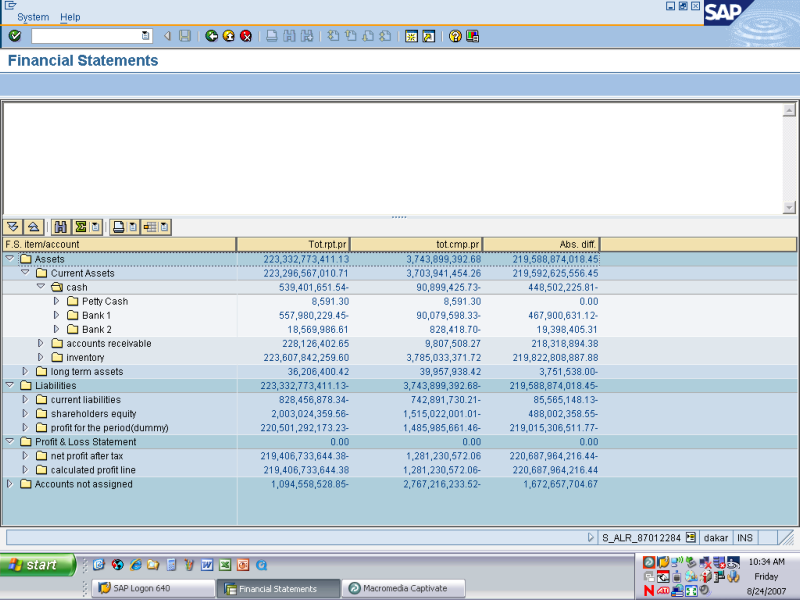 System Help
SAP
Financial Statements
F.S. item/account Tot.rpt.pr tot.cmp.pr Abs. diff.
Assets 223,332,773,411.13 3,743,899,392.68 219,588,874,018.45
Current Assets 223,296,567,010.71 3,703,941,454.26 219,592,625,556.45
cash 539,401,651.54- 90,899,425.73- 448,502,225.81-
Petty Cash 8,591.30 8,591.30 0.00
Bank 1 557,980,229.45- 90,079,598.33- 467,900,631.12-
Bank 2 18,569,986.61 828,418.70- 19,398,405.31
accounts receivable 228,126,402.65 9,807,508.27 218,318,894.38
inventory 223,607,842,259.60 3,785,033,371.72 219,822,808,887.88
long term assets 36,206,400.42 39,957,938.42 3,751,538.00-
Liabilities 223,332,773,411.13- 3,743,899,392.68- 219,588,874,018.45-
current liabilities 828,456,878.34- 742,891,730.21- 85,565,148.13-
shareholders equity 2,003,024,359.56- 1,515,022,001.01- 488,002,358.55-
profit for the period(dummy) 220,501,292,173.23- 1,485,985,661.46- 219,015,306,511.77-
Profit & Loss Statement 0.00 0.00 0.00
net profit after tax 219,406,733,644.38- 1,281,230,572.06 220,687,964,216.44-
calculated profit line 219,406,733,644.38 1,281,230,572.06- 220,687,964,216.44
Accounts not assigned 1,094,558,528.85- 2,767,216,233.52- 1,672,657,704.67
S_ALR_87012284 dakar INS
start 10:34 AM
SAP Logon 640 Financial Statements Macromedia Captivate Friday
8/24/2007